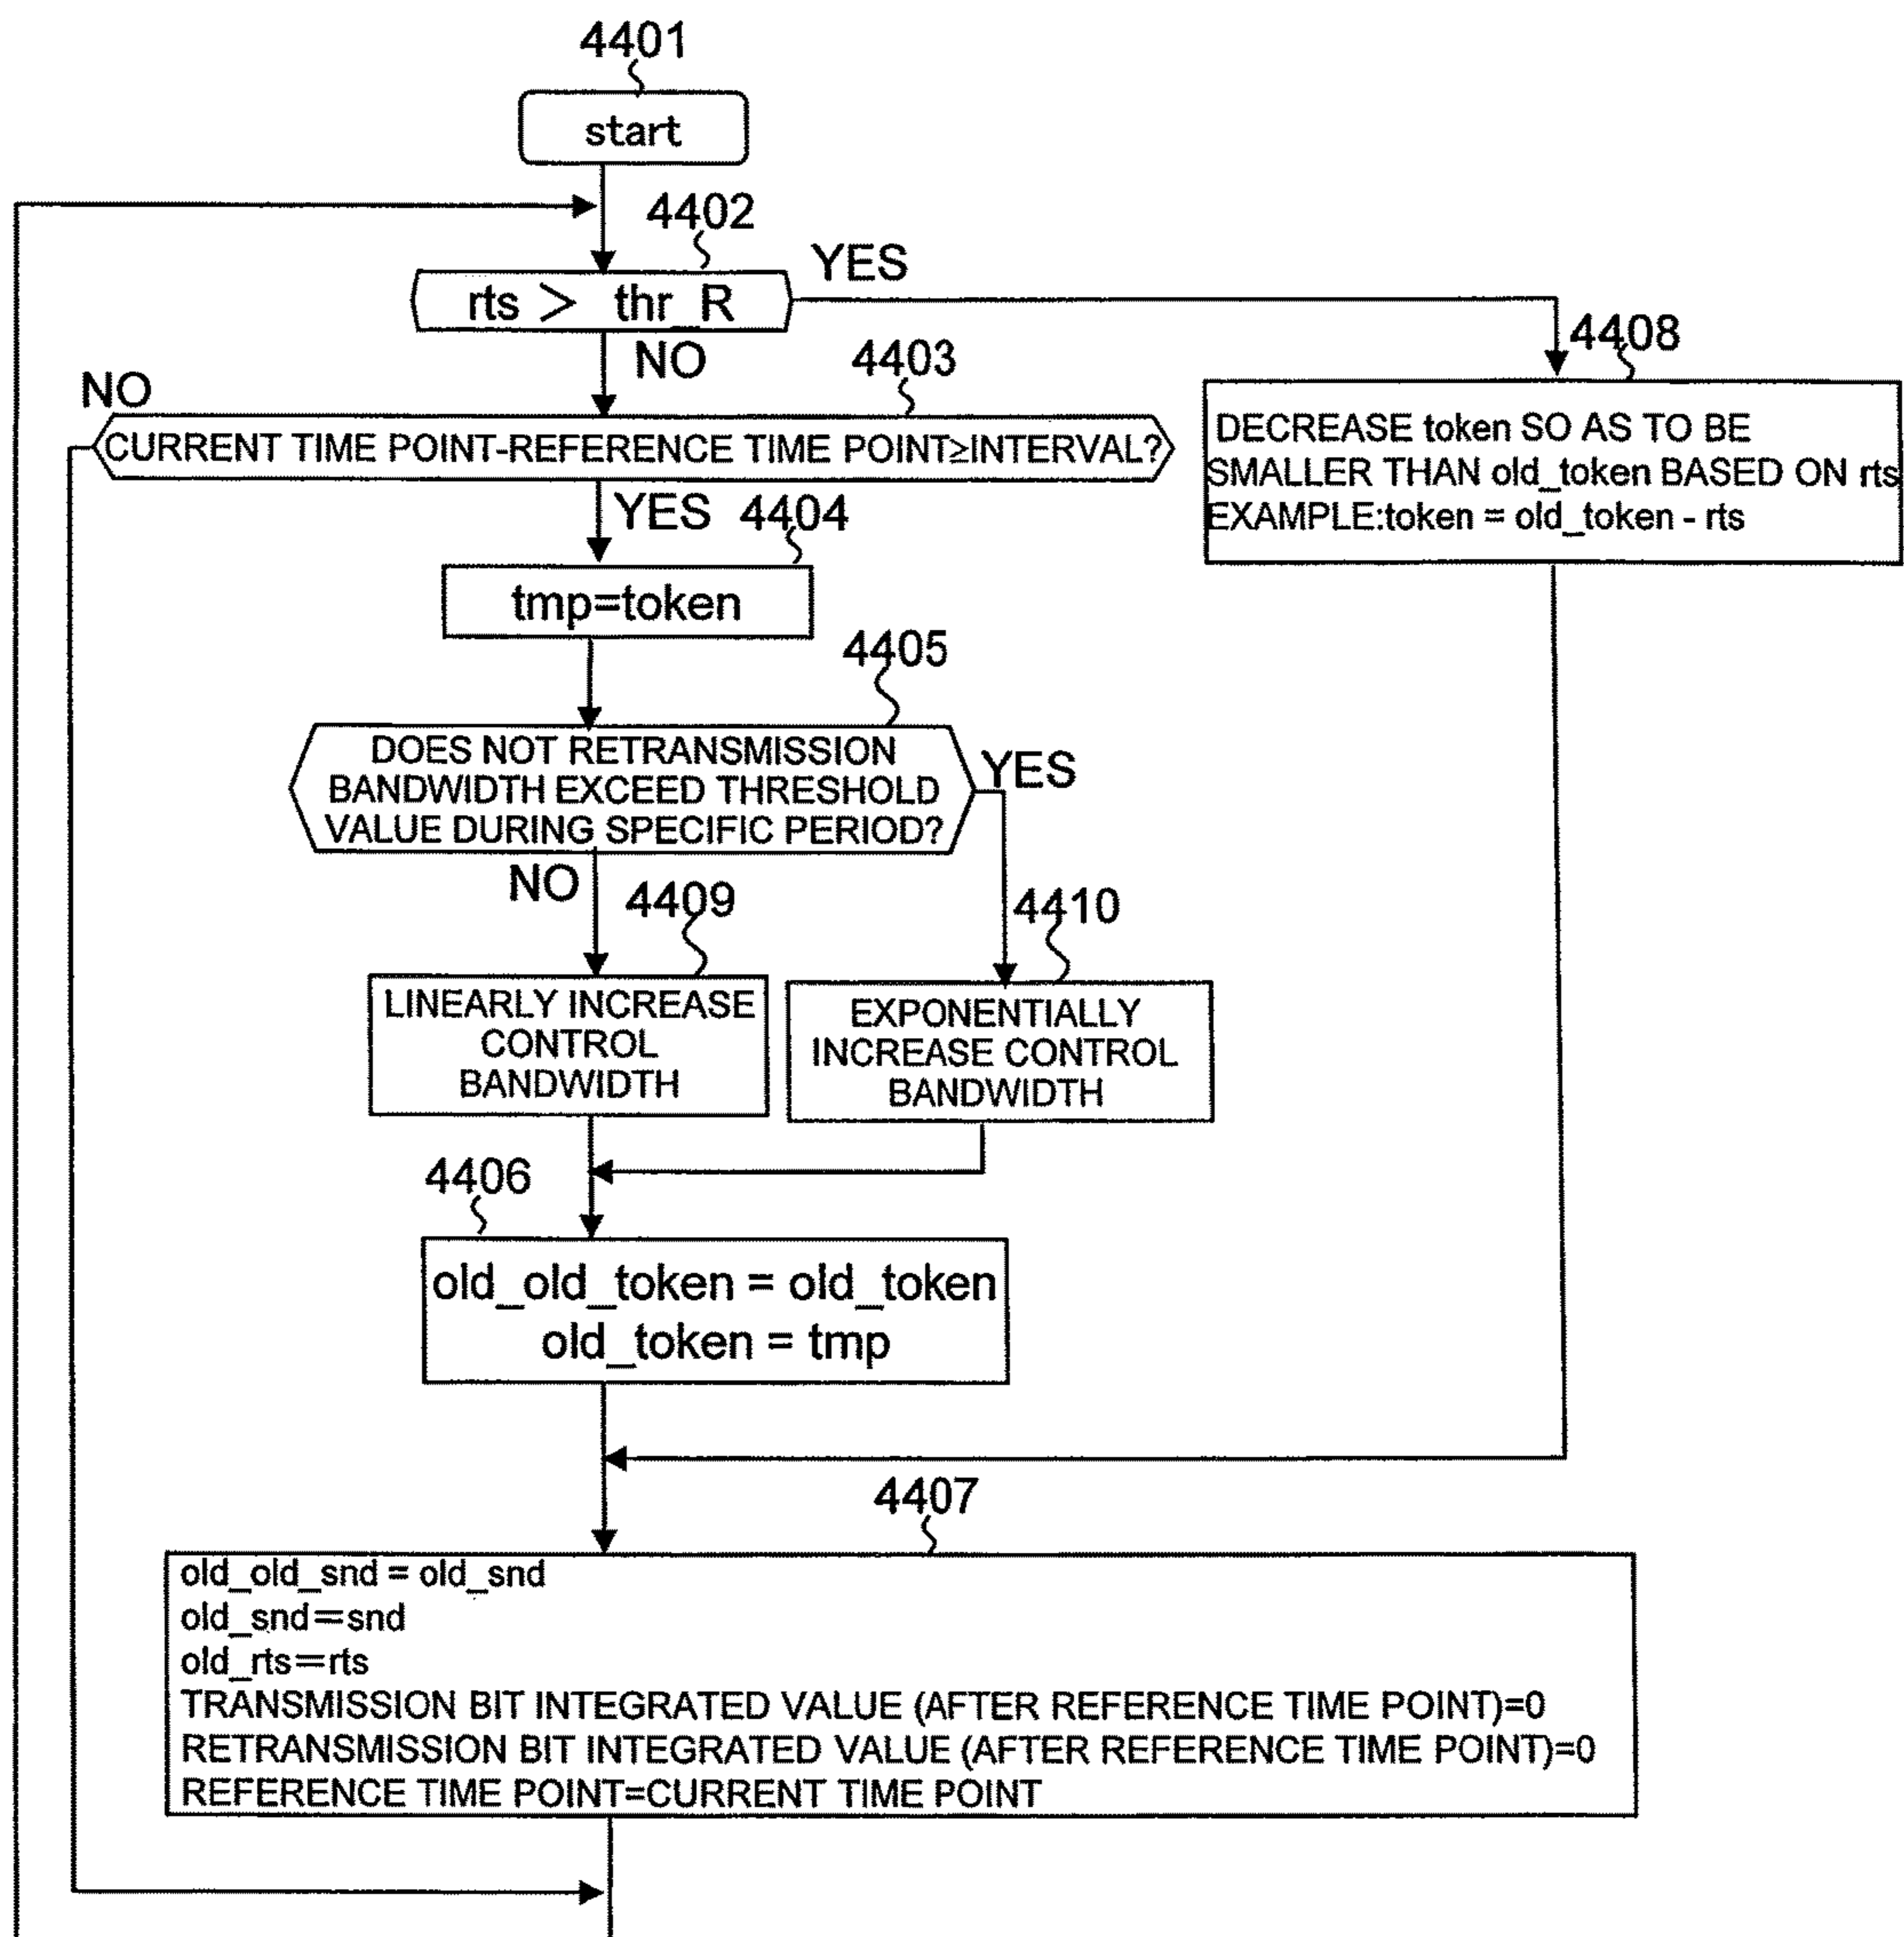 4401
start
4402
rts > thr_R
YES
NO
4403
NO
CURRENT TIME POINT-REFERENCE TIME POINT≥INTERVAL?
4408
DECREASE token SO AS TO BE
SMALLER THAN old_token BASED ON rts
EXAMPLE:token = old_token - rts
YES
4404
tmp=token
4405
DOES NOT RETRANSMISSION
BANDWIDTH EXCEED THRESHOLD
VALUE DURING SPECIFIC PERIOD?
YES
NO
4409
LINEARLY INCREASE
CONTROL
BANDWIDTH
4410
EXPONENTIALLY
INCREASE CONTROL
BANDWIDTH
4406
old_old_token = old_token
old_token = tmp
4407
old_old_snd = old_snd
old_snd=snd
old_rts=rts
TRANSMISSION BIT INTEGRATED VALUE (AFTER REFERENCE TIME POINT)=0
RETRANSMISSION BIT INTEGRATED VALUE (AFTER REFERENCE TIME POINT)=0
REFERENCE TIME POINT=CURRENT TIME POINT